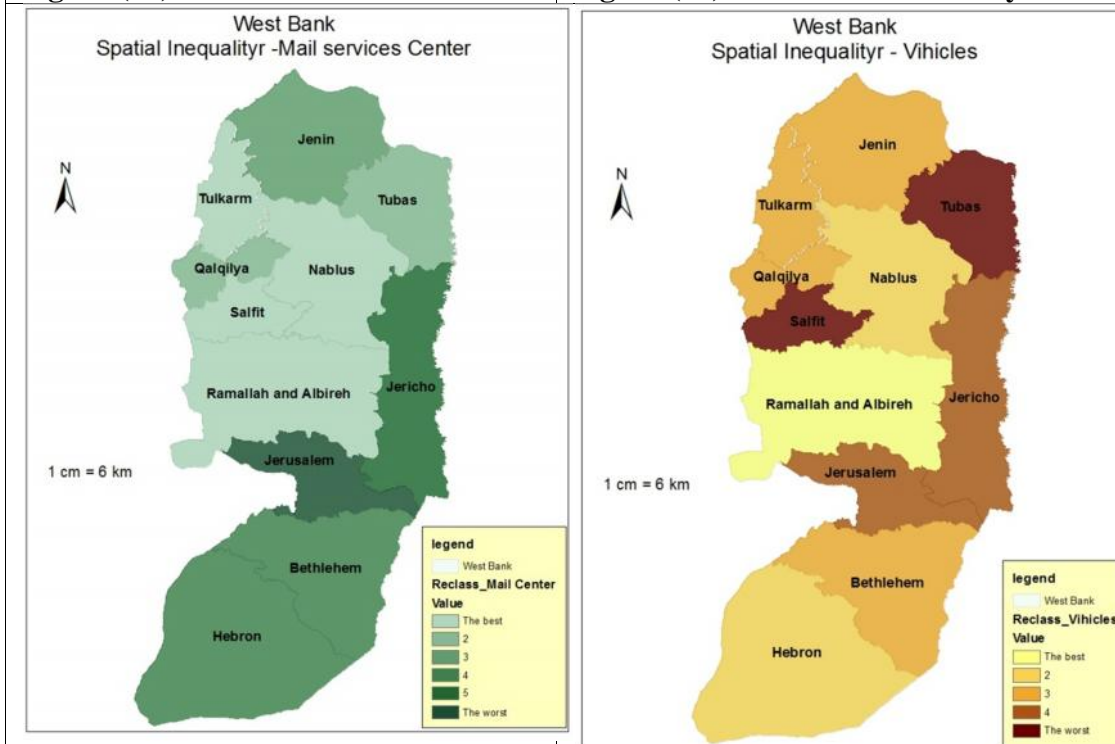 West Bank
Spatial Inequalityr -Mail services Center
N
Jenin
Tulkarm
Tubas
Qalqilya
Nablus
Salfit
Ramallah and Albireh
Jericho
Jerusalem
1 cm = 6 km
Bethlehem
Hebron
legend
West Bank
Reclass_Mail Center
Value
The best
2
3
4
5
The worst
West Bank
Spatial Inequalityr - Vihicles
N
Jenin
Tulkarm
Tubas
Qalqilya
Nablus
Salfit
Ramallah and Albireh
Jericho
Jerusalem
1 cm = 6 km
Bethlehem
Hebron
legend
West Bank
Reclass_Vihicles
Value
The best
2
3
4
The worst